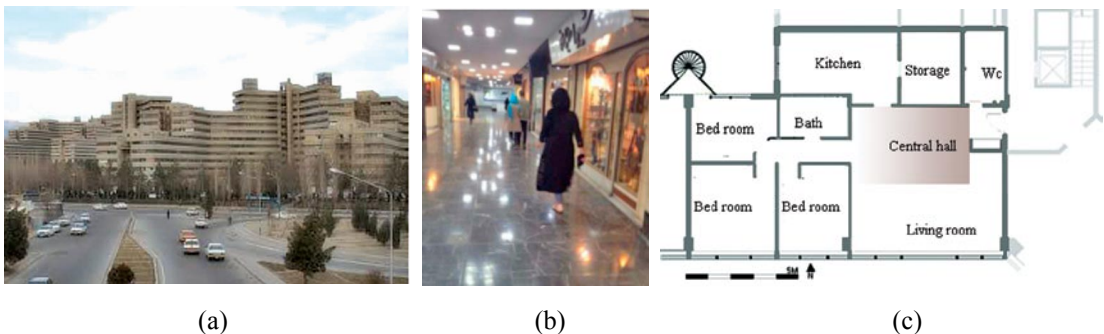 Kitchen
Storage
Wc
Bed room
Bath
Central hall
Bed room
Bed room
Living room
5M
N
(a)
(b)
(c)